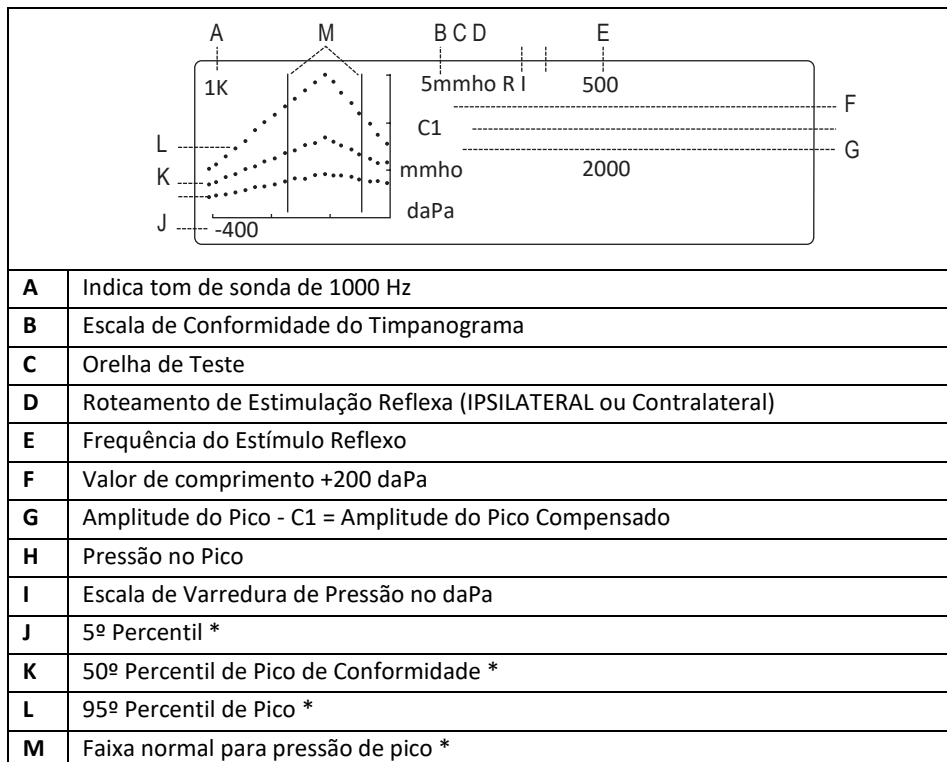 A M B C D E
1K 5mmho R I 500
F
C1
L G
K mmho 2000
daPa
J -400
A Indica tom de sonda de 1000 Hz
B Escala de Conformidade do Timpanograma
C Orelha de Teste
D Roteamento de Estimulação Reflexa (IPSILATERAL ou Contralateral)
E Frequência do Estímulo Reflexo
F Valor de comprimento +200 daPa
G Amplitude do Pico - C1 = Amplitude do Pico Compensado
H Pressão no Pico
I Escala de Varredura de Pressão no daPa
J 5º Percentil *
K 50º Percentil de Pico de Conformidade *
L 95º Percentil de Pico *
M Faixa normal para pressão de pico *